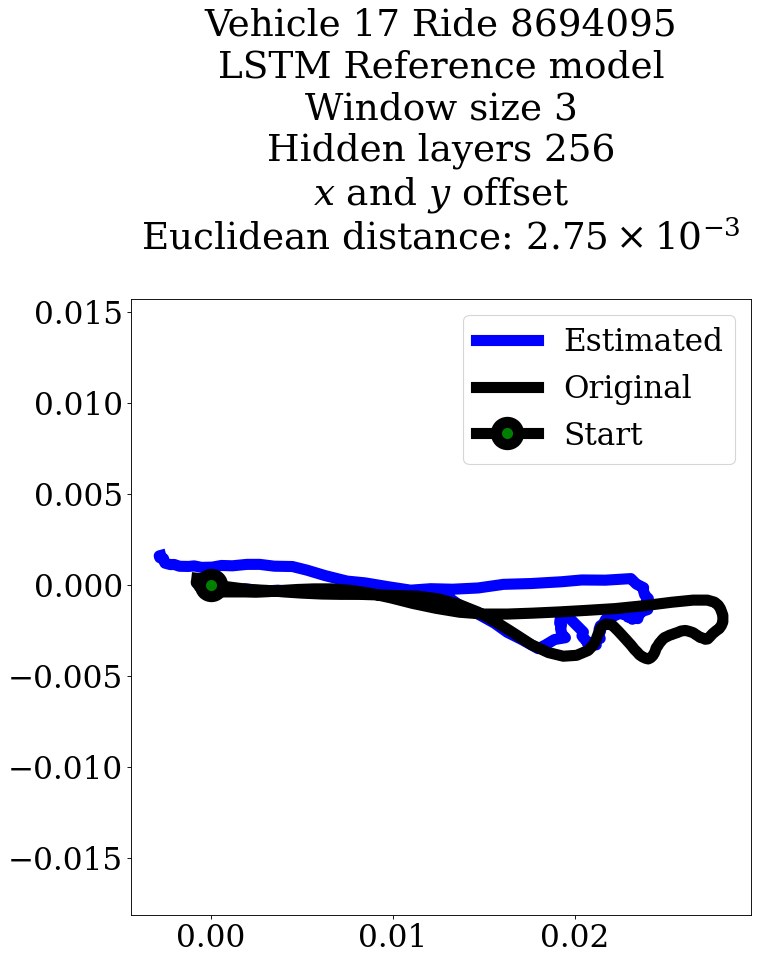 Vehicle 17 Ride 8694095
LSTM Reference model
Window size 3
Hidden layers 256
x and y offset
Euclidean distance: 2.75 × 10⁻³
Estimated
Original
Start
0.015
0.010
0.005
0.000
−0.005
−0.010
−0.015
0.00 0.01 0.02